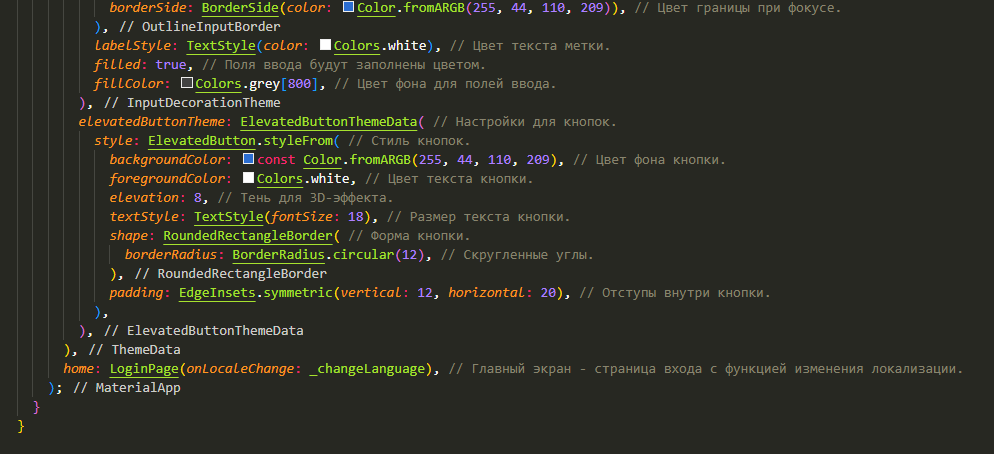 borderSide: BorderSide(color: Color.fromARGB(255, 44, 110, 209)), // Цвет границы при фокусе.
), // OutlineInputBorder
labelStyle: TextStyle(color: Colors.white), // Цвет текста метки.
filled: true, // Поля ввода будут заполнены цветом.
fillColor: Colors.grey[800], // Цвет фона для полей ввода.
), // InputDecorationTheme
elevatedButtonTheme: ElevatedButtonThemeData( // Настройки для кнопок.
style: ElevatedButton.styleFrom( // Стиль кнопок.
backgroundColor: const Color.fromARGB(255, 44, 110, 209), // Цвет фона кнопки.
foregroundColor: Colors.white, // Цвет текста кнопки.
elevation: 8, // Тень для 3D-эффекта.
textStyle: TextStyle(fontSize: 18), // Размер текста кнопки.
shape: RoundedRectangleBorder( // Форма кнопки.
borderRadius: BorderRadius.circular(12), // Скругленные углы.
), // RoundedRectangleBorder
padding: EdgeInsets.symmetric(vertical: 12, horizontal: 20), // Отступы внутри кнопки.
),
), // ElevatedButtonThemeData
), // ThemeData
home: LoginPage(onLocaleChange: _changeLanguage), // Главный экран - страница входа с функцией изменения локализации.
); // MaterialApp
}
}